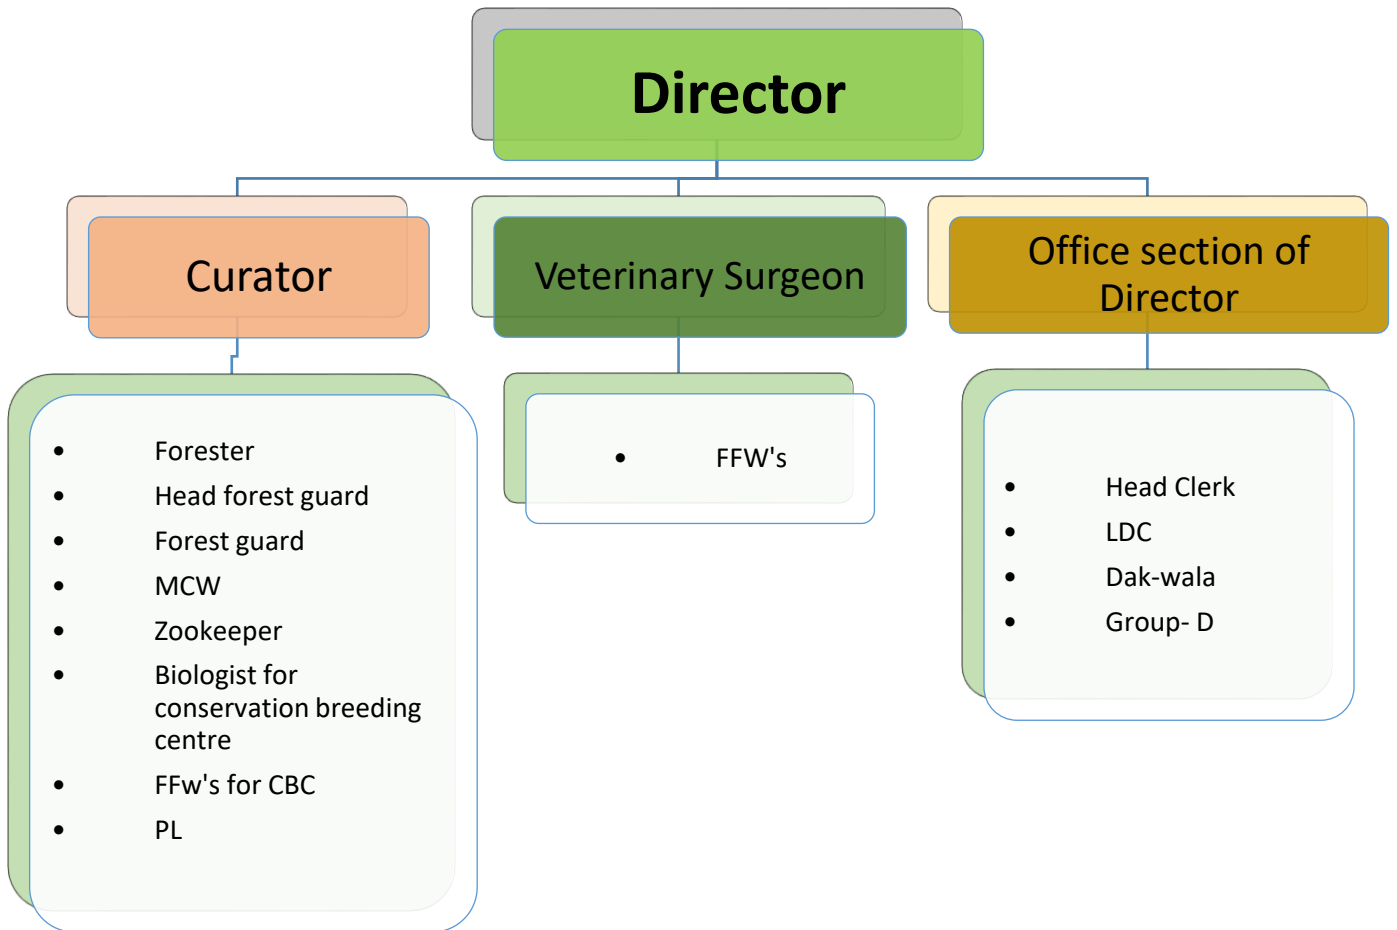 Director
Curator
Veterinary Surgeon
Office section of
Director
• Forester
• Head forest guard
• Forest guard
• MCW
• Zookeeper
• Biologist for
conservation breeding
centre
• FFw's for CBC
• PL
• FFW's
• Head Clerk
• LDC
• Dak-wala
• Group- D